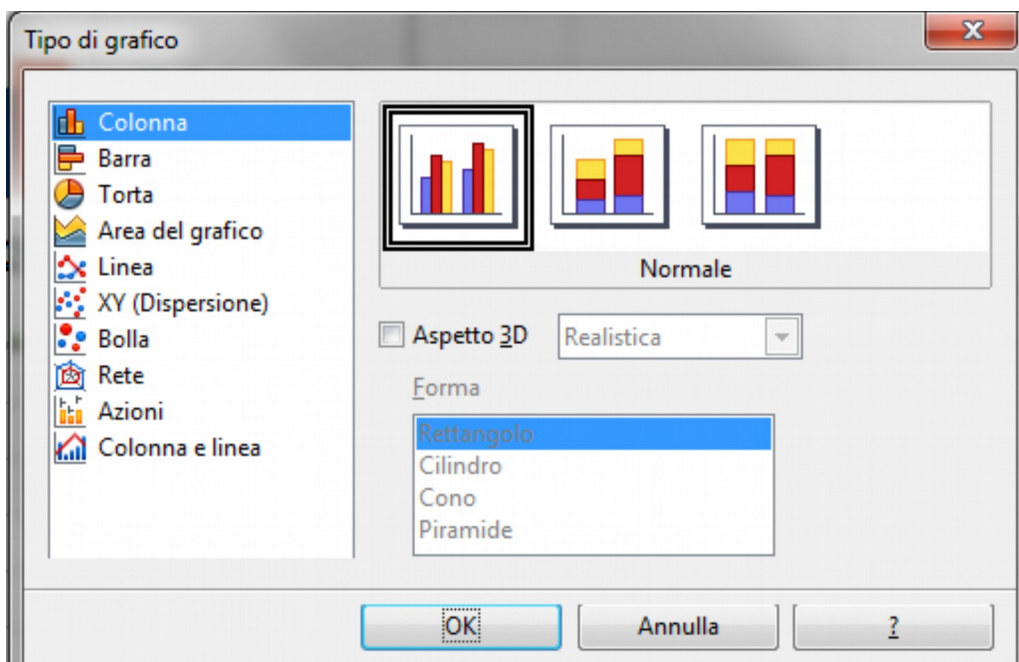 Tipo di grafico
Colonna
Barra
Torta
Area del grafico
Linea
XY (Dispersione)
Bolla
Rete
Azioni
Colonna e linea
Normale
Aspetto 3D
Realistica
Forma
Rettangolo
Cilindro
Cono
Piramide
OK
Annulla
?